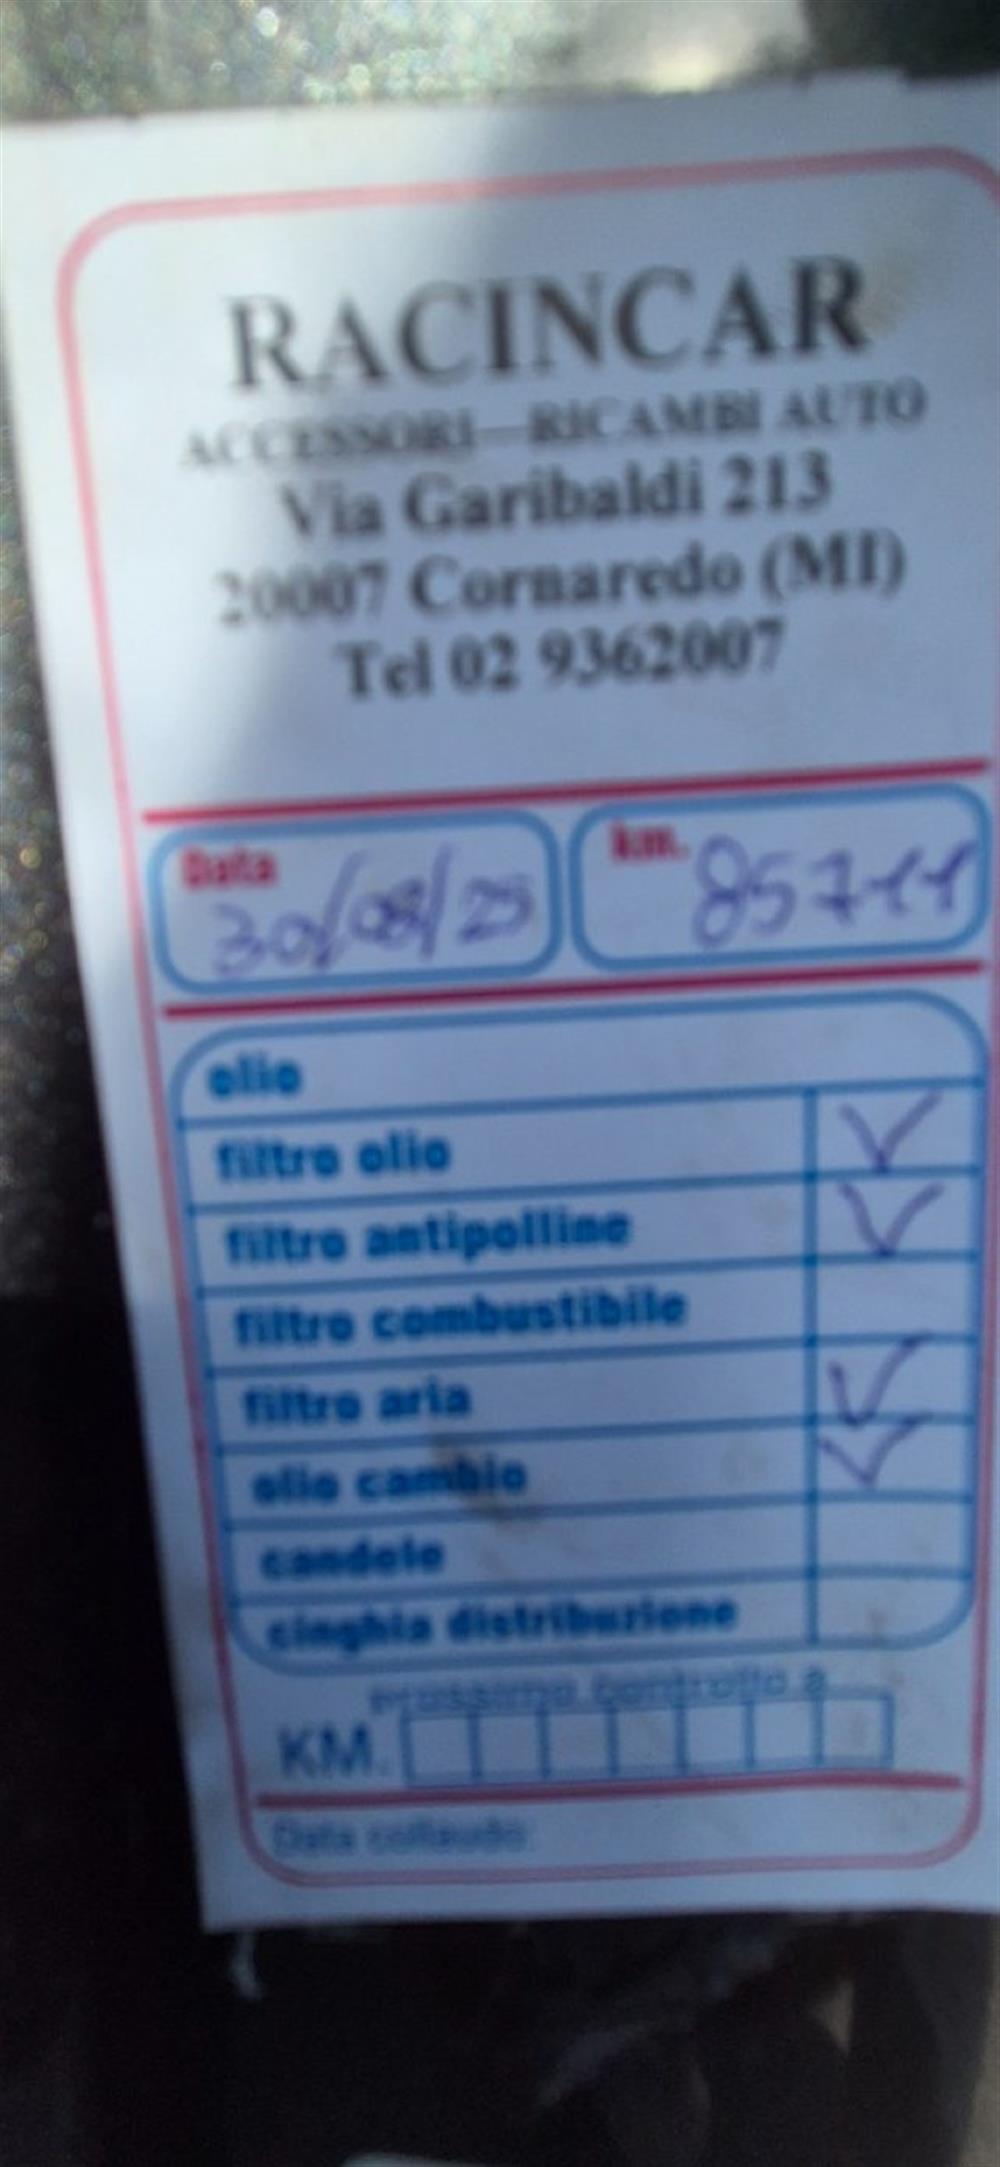 RACINCAR
ACCESSORI—RICAMBI AUTO
Via Garibaldi 213
20007 Cornaredo (MI)
Tel 02 9362007
Data 30/08/25 km. 85711
olio
filtro olio ✓
filtro antipolline ✓
filtro combustibile
filtro aria ✓
olio cambio ✓
candele
cinghia distribuzione
prossimo controllo a
KM.
Data collaudo